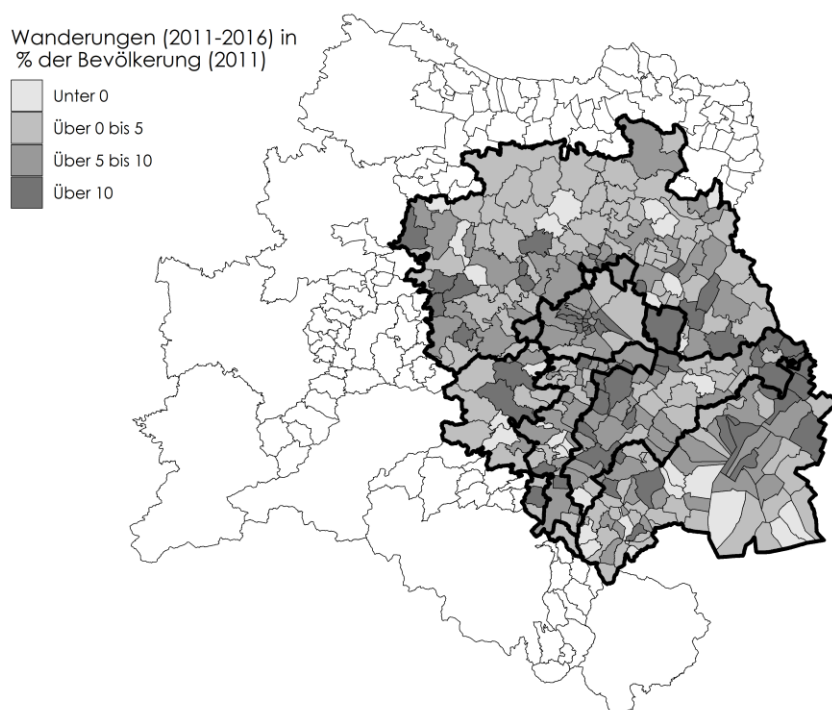 Wanderungen (2011-2016) in
% der Bevölkerung (2011)
Unter 0
Über 0 bis 5
Über 5 bis 10
Über 10